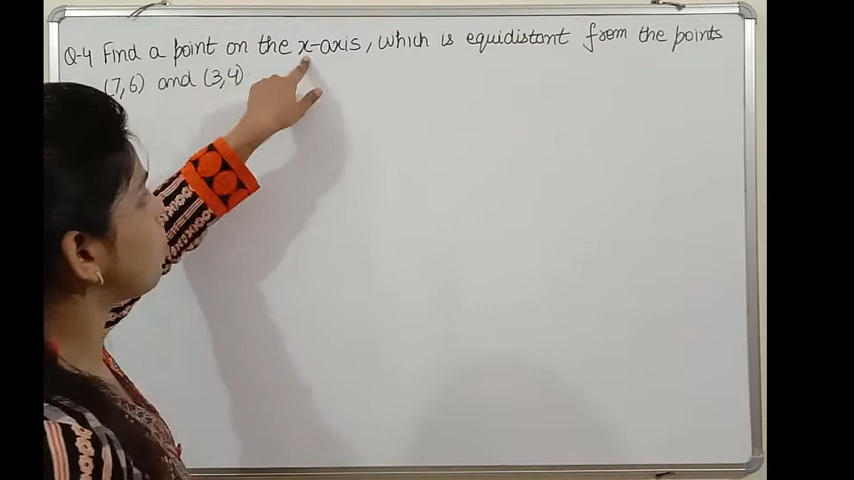 Q-4 Find a point on the x-axis, which is equidistant from the points
(7,6) and (3,4).